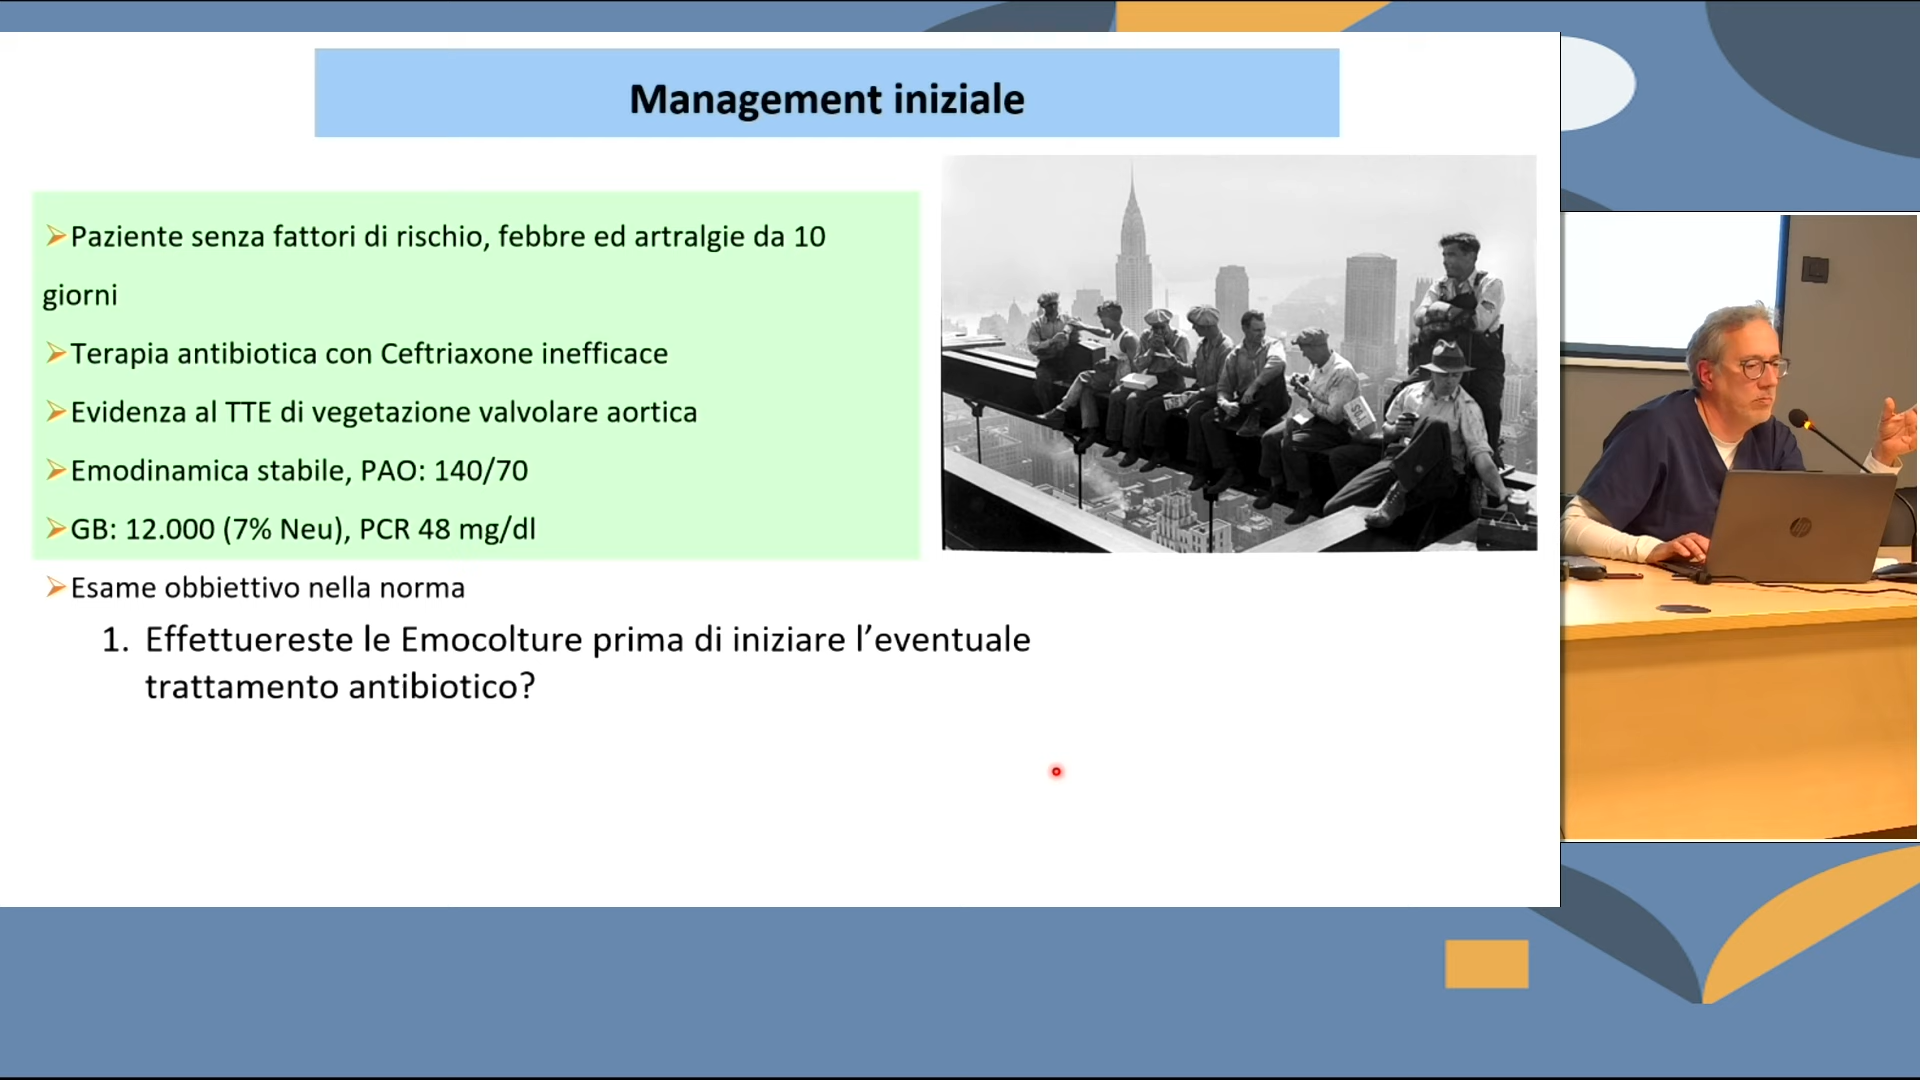 Management iniziale
➢Paziente senza fattori di rischio, febbre ed artralgie da 10
giorni
➢Terapia antibiotica con Ceftriaxone inefficace
➢Evidenza al TTE di vegetazione valvolare aortica
➢Emodinamica stabile, PAO: 140/70
➢GB: 12.000 (7% Neu), PCR 48 mg/dl
➢Esame obbiettivo nella norma
1. Effettuereste le Emocolture prima di iniziare l’eventuale
trattamento antibiotico?
hp